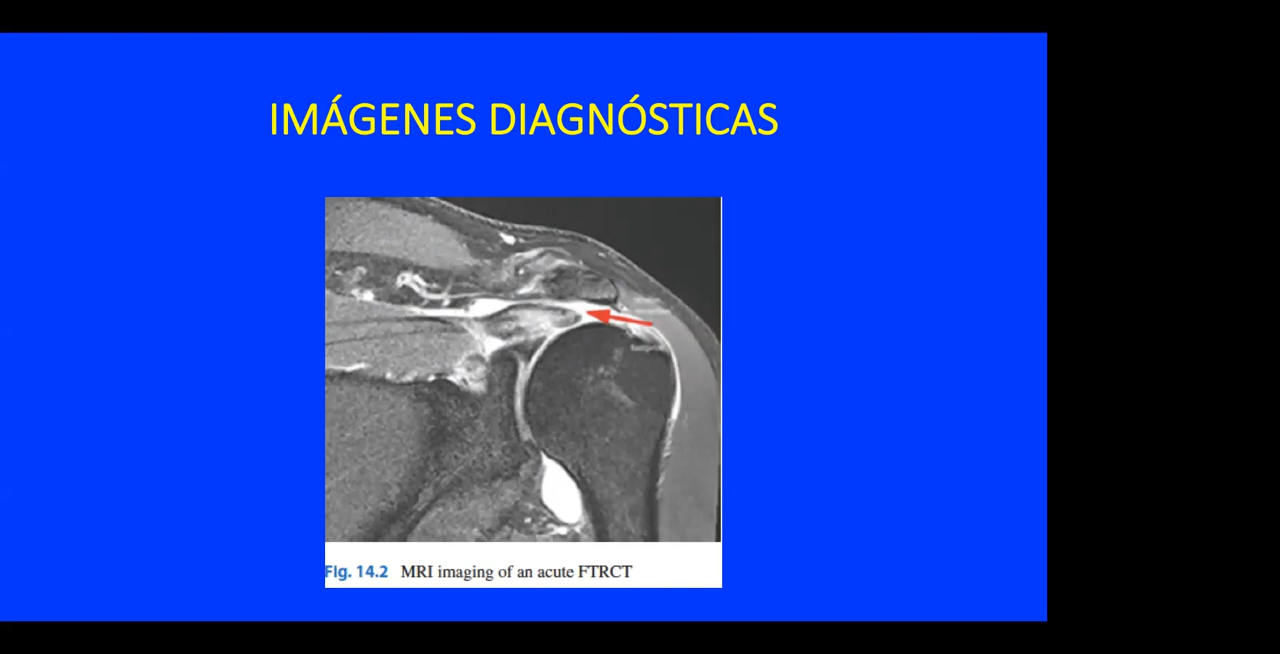 IMÁGENES DIAGNÓSTICAS
Fig. 14.2 MRI imaging of an acute FTRCT